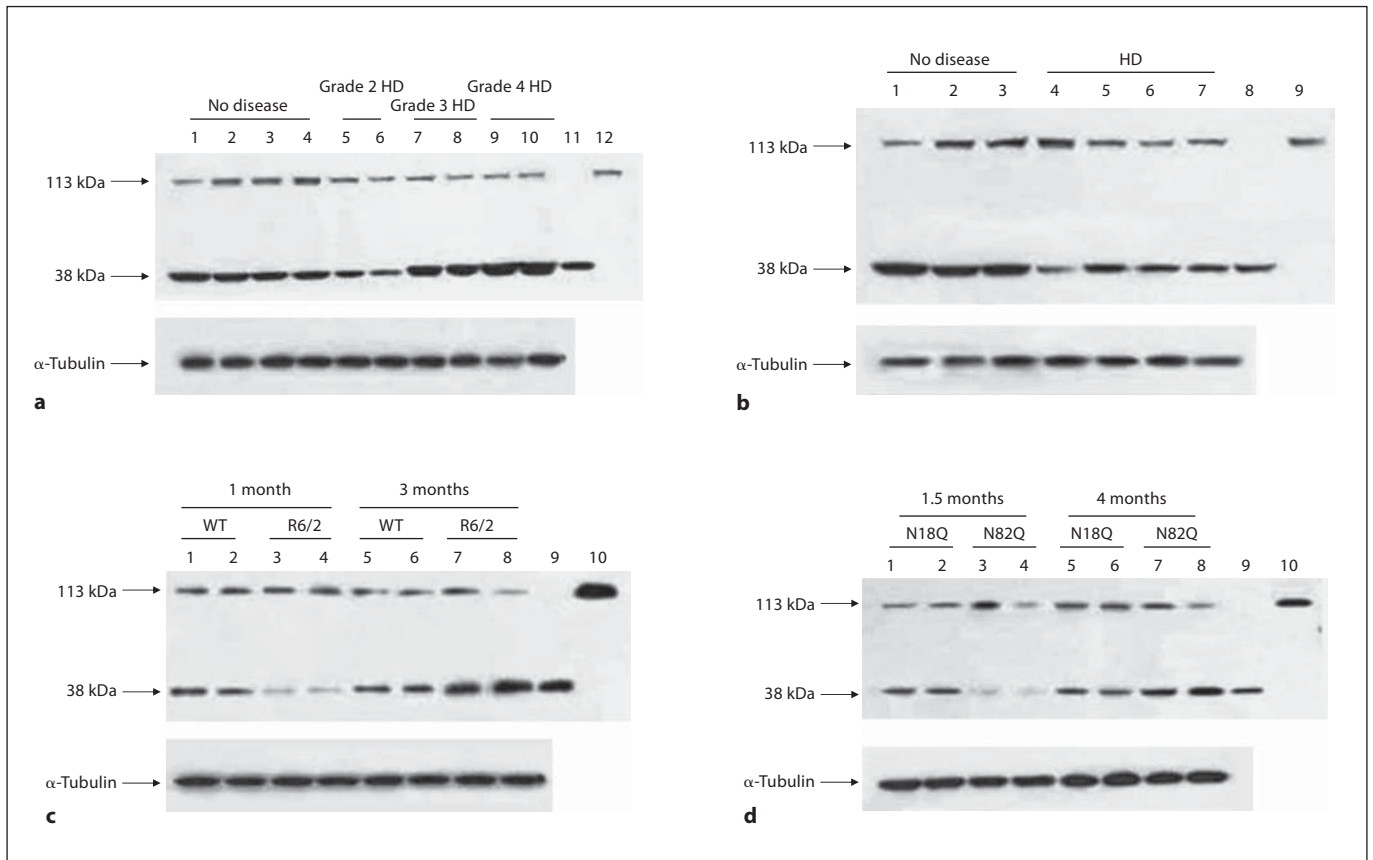 Grade 2 HD Grade 4 HD
No disease Grade 3 HD
1 2 3 4 5 6 7 8 9 10 11 12
113 kDa
38 kDa
α-Tubulin
a
No disease HD
1 2 3 4 5 6 7 8 9
113 kDa
38 kDa
α-Tubulin
b
1 month 3 months
WT R6/2 WT R6/2
1 2 3 4 5 6 7 8 9 10
113 kDa
38 kDa
α-Tubulin
c
1.5 months 4 months
N18Q N82Q N18Q N82Q
1 2 3 4 5 6 7 8 9 10
113 kDa
38 kDa
α-Tubulin
d